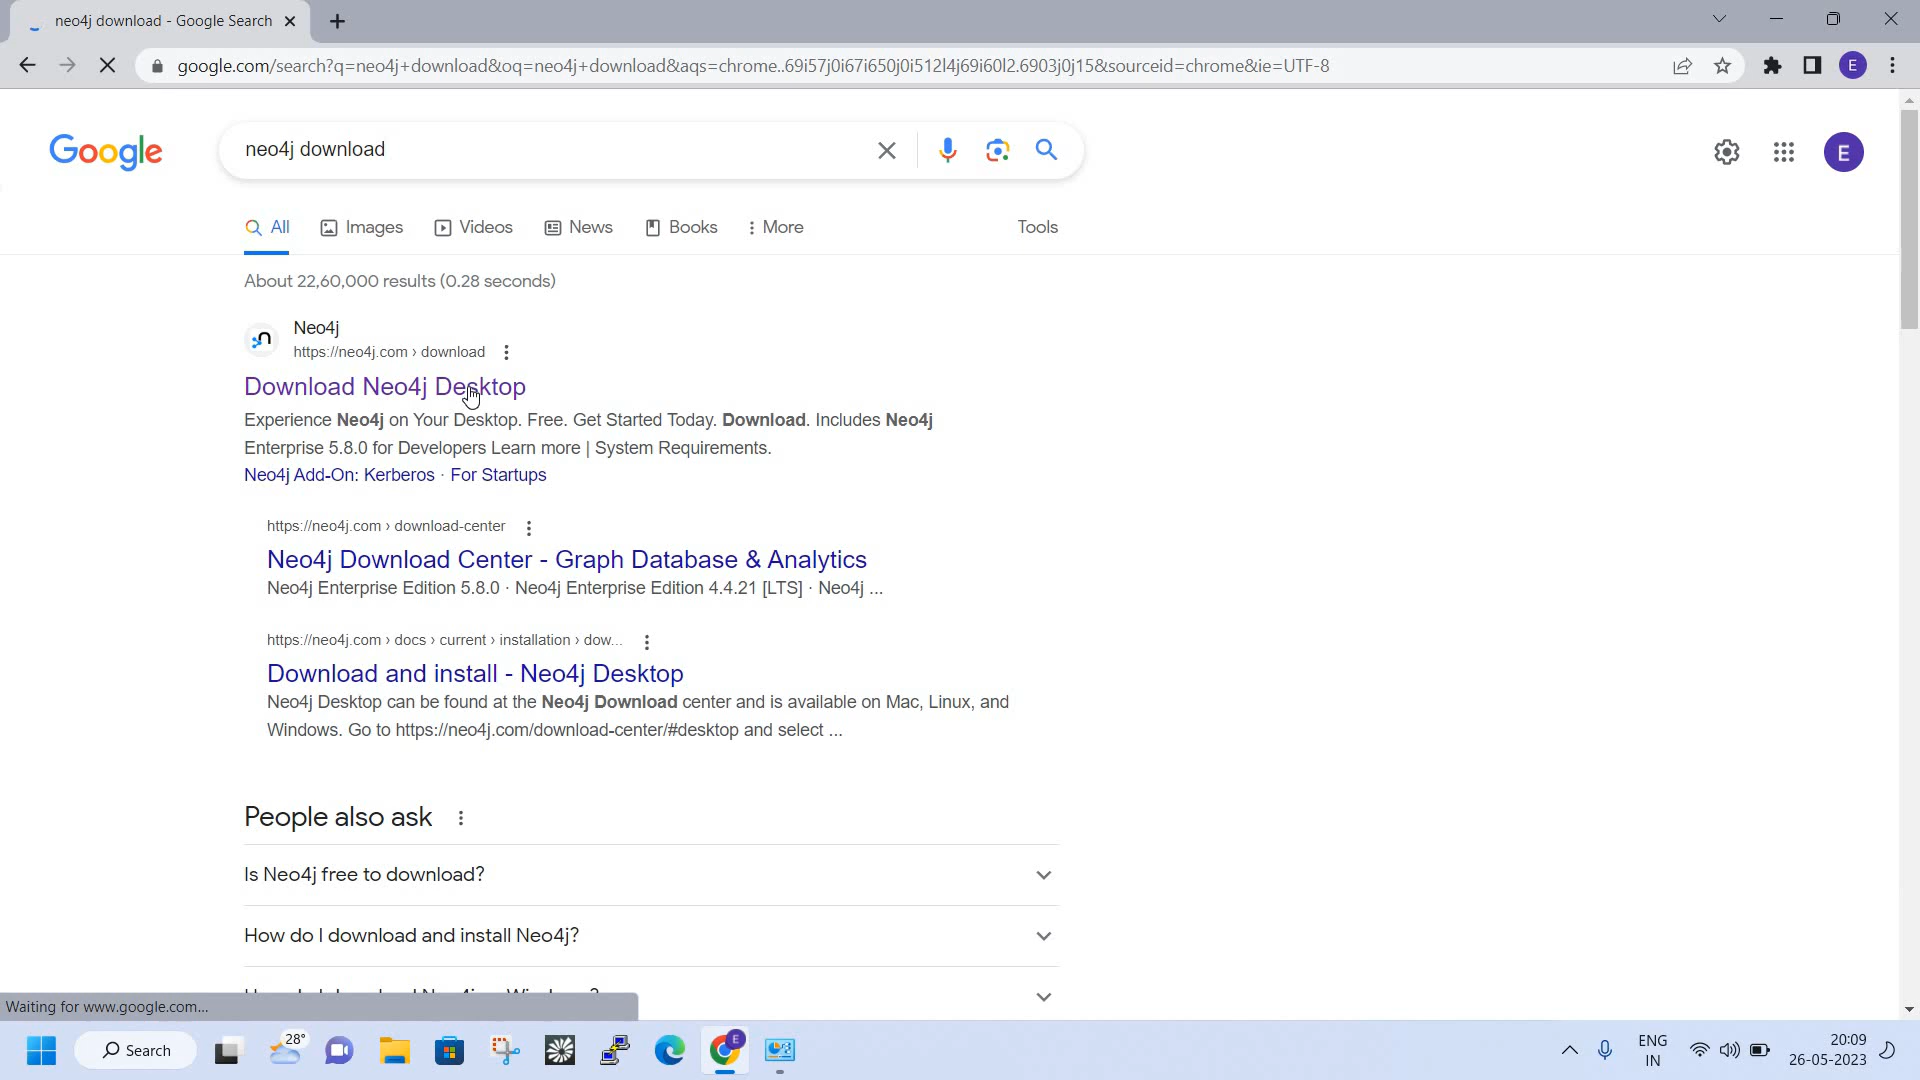 neo4j download - Google Search
google.com/search?q=neo4j+download&oq=neo4j+download&aqs=chrome..69i57j0i67i650j0i512l4j69i60l2.6903j0j15&sourceid=chrome&ie=UTF-8
E
Google
neo4j download
E
All
Images
Videos
News
Books
More
Tools
About 22,60,000 results (0.28 seconds)
Neo4j
https://neo4j.com › download
Download Neo4j Desktop
Experience Neo4j on Your Desktop. Free. Get Started Today. Download. Includes Neo4j
Enterprise 5.8.0 for Developers Learn more | System Requirements.
Neo4j Add-On: Kerberos · For Startups
https://neo4j.com › download-center
Neo4j Download Center - Graph Database & Analytics
Neo4j Enterprise Edition 5.8.0 · Neo4j Enterprise Edition 4.4.21 [LTS] · Neo4j ...
https://neo4j.com › docs › current › installation › dow...
Download and install - Neo4j Desktop
Neo4j Desktop can be found at the Neo4j Download center and is available on Mac, Linux, and
Windows. Go to https://neo4j.com/download-center/#desktop and select ...
People also ask
Is Neo4j free to download?
How do I download and install Neo4j?
Waiting for www.google.com...
Search
28°
E
ENG
IN
20:09
26-05-2023